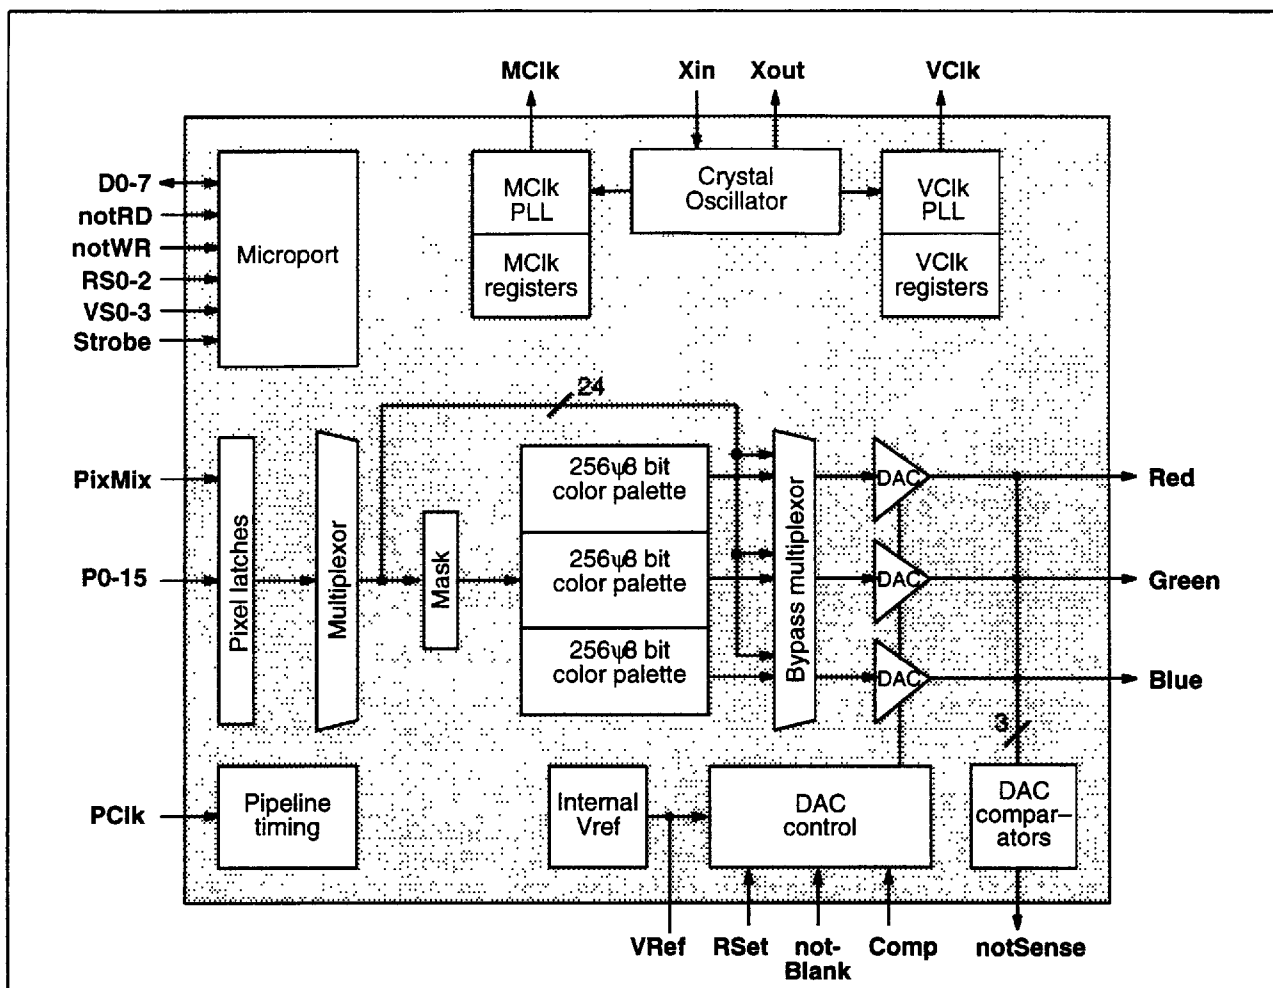 MClk
Xin
Xout
VClk
D0-7
notRD
notWR
RS0-2
VS0-3
Strobe
Microport
MClk
PLL
MClk
registers
Crystal
Oscillator
VClk
PLL
VClk
registers
24
PixMix
P0-15
Pixel latches
Multiplexor
Mask
256ψ8 bit
color palette
256ψ8 bit
color palette
256ψ8 bit
color palette
Bypass multiplexor
DAC
DAC
DAC
Red
Green
Blue
3
PClk
Pipeline
timing
Internal
Vref
DAC
control
DAC
compar–
ators
VRef
RSet
not-
Blank
Comp
notSense